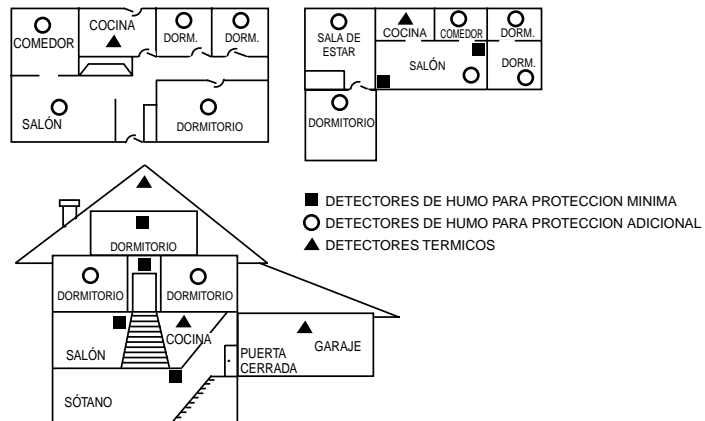 COCINA
DORM.
DORM.
COMEDOR
SALÓN
DORMITORIO
SALA DE
ESTAR
COCINA
COMEDOR
DORM.
SALÓN
DORM.
DORMITORIO
DETECTORES DE HUMO PARA PROTECCION MINIMA
DETECTORES DE HUMO PARA PROTECCION ADICIONAL
DETECTORES TERMICOS
DORMITORIO
DORMITORIO
DORMITORIO
SALÓN
COCINA
PUERTA
CERRADA
GARAJE
SÓTANO